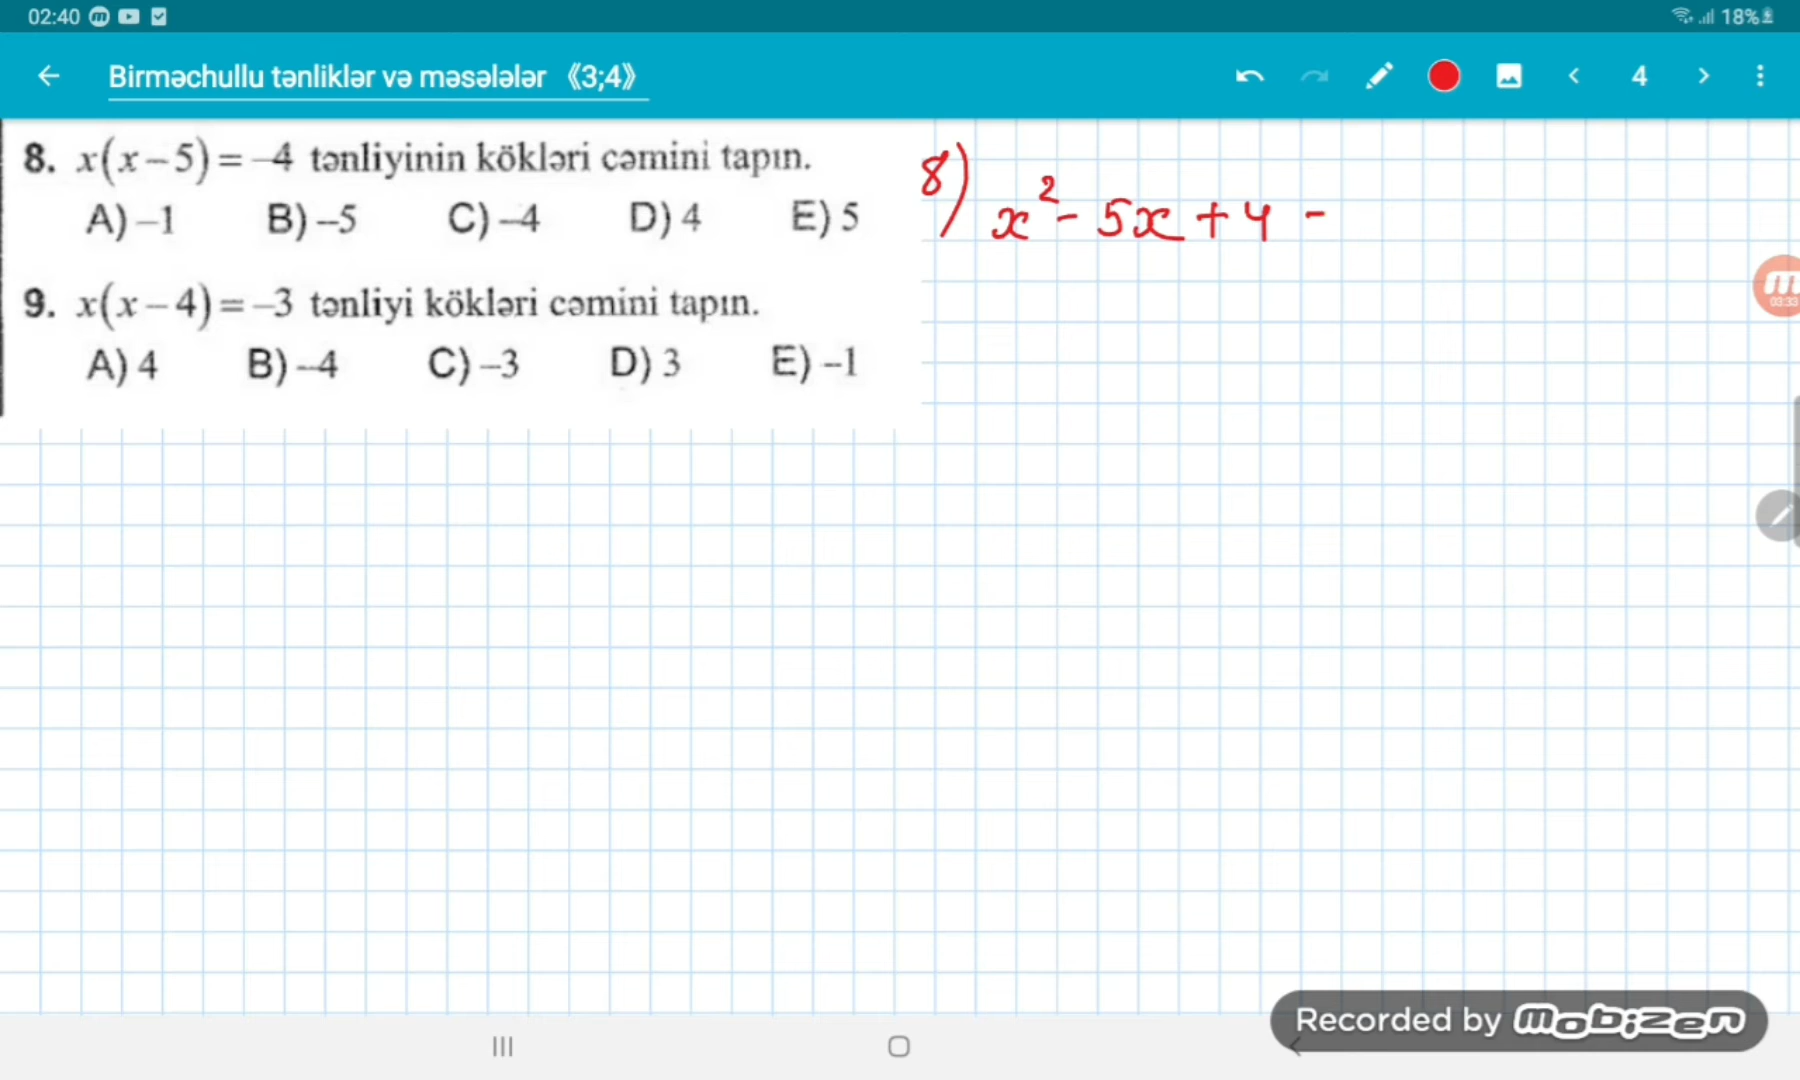 02:40
18%
Birməchullu tənliklər və məsələlər 《3;4》
4
8. x(x−5)=−4 tənliyinin kökləri cəmini tapın.
A) −1 B) −5 C) −4 D) 4 E) 5
9. x(x−4)=−3 tənliyi kökləri cəmini tapın.
A) 4 B) −4 C) −3 D) 3 E) −1
8) x² - 5x + 4 -
03:33
Recorded by mobizen